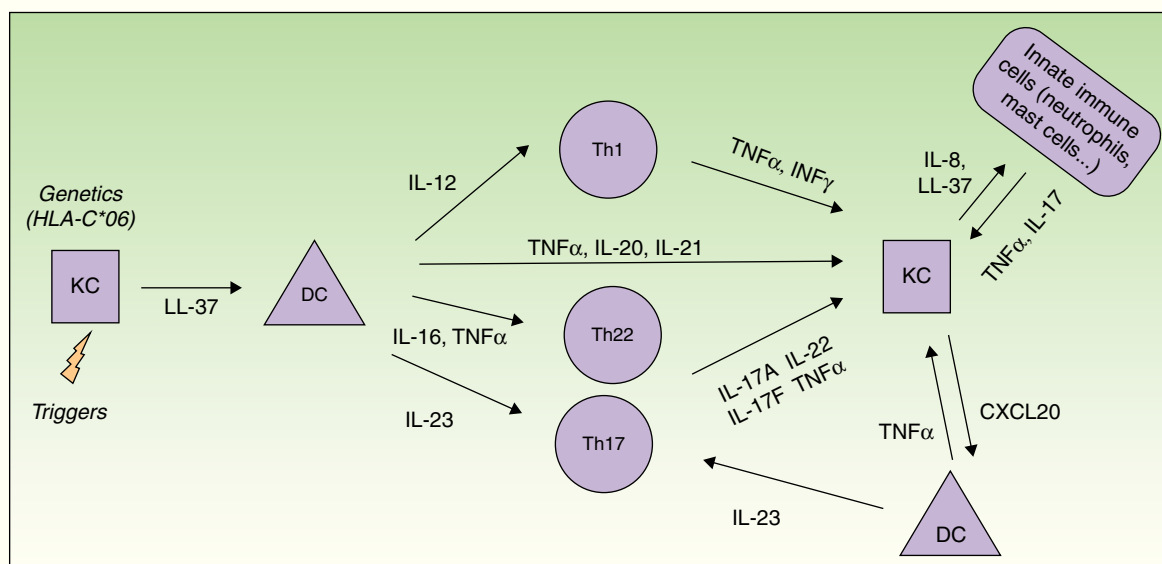 Genetics
(HLA-C*06)
KC
Triggers
LL-37
DC
IL-12
TNFα, IL-20, IL-21
IL-16, TNFα
IL-23
Th1
Th22
Th17
TNFα, INFγ
IL-17A IL-22
IL-17F TNFα
KC
IL-8,
LL-37
TNFα, IL-17
Innate immune
cells (neutrophils,
mast cells...)
TNFα
CXCL20
IL-23
DC